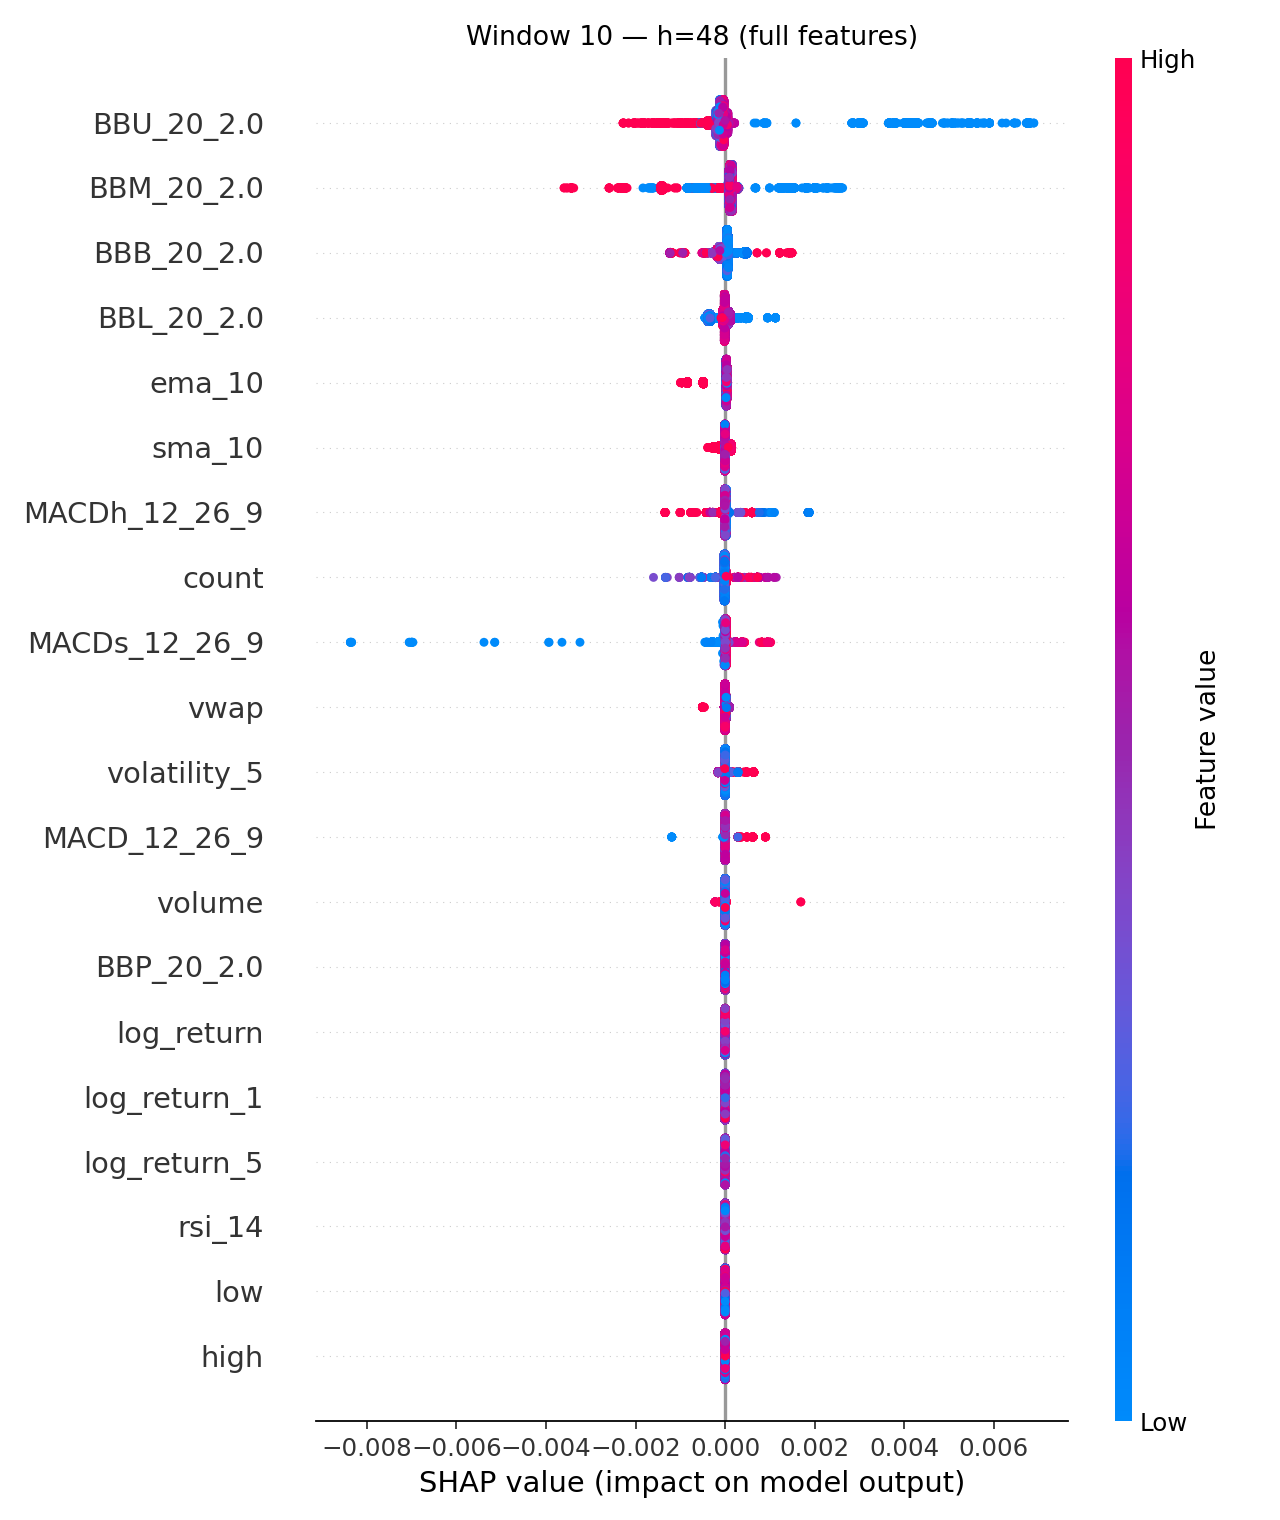 Window 10 — h=48 (full features)
High
BBU_20_2.0
BBM_20_2.0
BBB_20_2.0
BBL_20_2.0
ema_10
sma_10
MACDh_12_26_9
count
MACDs_12_26_9
vwap
volatility_5
MACD_12_26_9
volume
BBP_20_2.0
log_return
log_return_1
log_return_5
rsi_14
low
high
Feature value
Low
−0.008 −0.006 −0.004 −0.002 0.000 0.002 0.004 0.006
SHAP value (impact on model output)